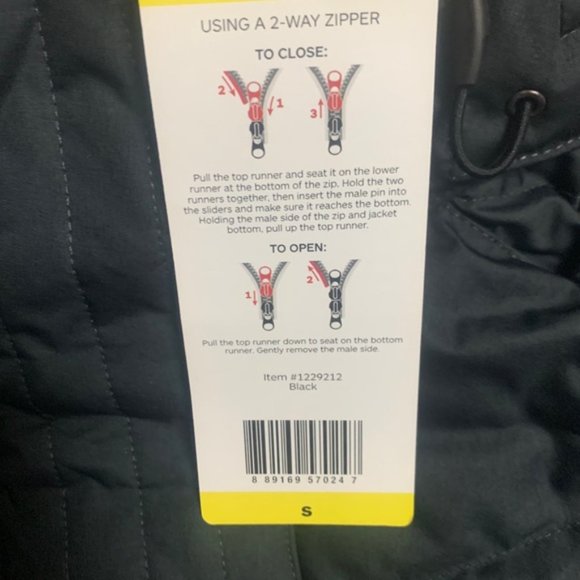 USING A 2-WAY ZIPPER
TO CLOSE:
2 1 3
Pull the top runner and seat it on the lower
runner at the bottom of the zip. Hold the two
runners together, then insert the male pin into
the sliders and make sure it reaches the bottom.
Holding the male side of the zip and jacket
bottom, pull up the top runner.
TO OPEN:
1 2
Pull the top runner down to seat on the bottom
runner. Gently remove the male side.
Item #1229212
Black
8 89169 57024 7
S